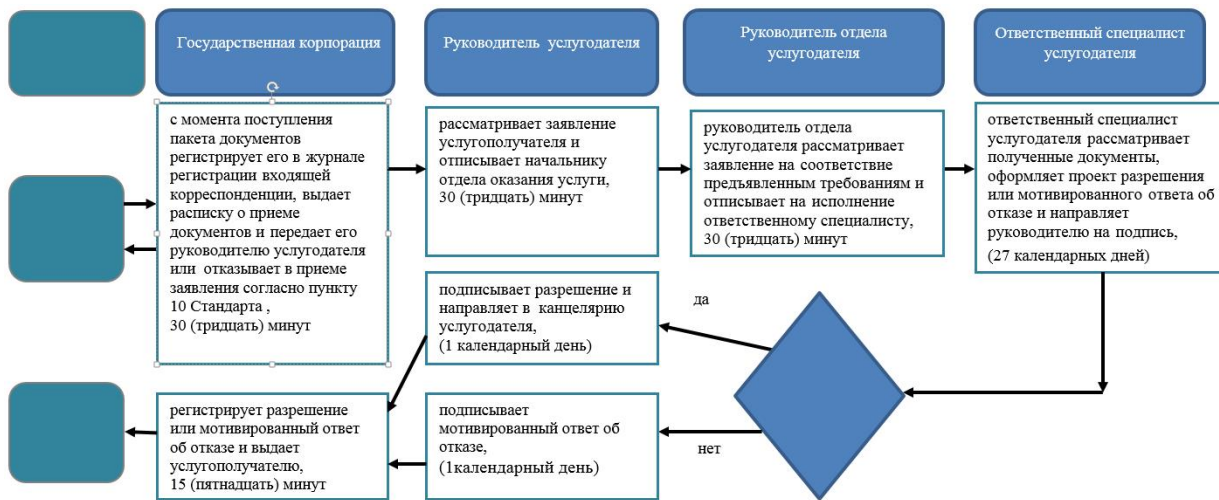 Государственная корпорация
Руководитель услугодателя
Руководитель отдела
услугодателя
Ответственный специалист
услугодателя
с момента поступления
пакета документов
регистрирует его в журнале
регистрации входящей
корреспонденции, выдает
расписку о приеме
документов и передает его
руководителю услугодателя
или отказывает в приеме
заявления согласно пункту
10 Стандарта ,
30 (тридцать) минут
рассматривает заявление
услугополучателя и
отписывает начальнику
отдела оказания услуги,
30 (тридцать) минут
руководитель отдела
услугодателя рассматривает
заявление на соответствие
предъявленным требованиям и
отписывает на исполнение
ответственному специалисту,
30 (тридцать) минут
ответственный специалист
услугодателя рассматривает
полученные документы,
оформляет проект разрешения
или мотивированного ответа об
отказе и направляет
руководителю на подпись,
(27 календарных дней)
подписывает разрешение и
направляет в канцелярию
услугодателя,
(1 календарный день)
да
регистрирует разрешение
или мотивированный ответ
об отказе и выдает
услугополучателю,
15 (пятнадцать) минут
подписывает
мотивированный ответ об
отказе,
(1календарный день)
нет